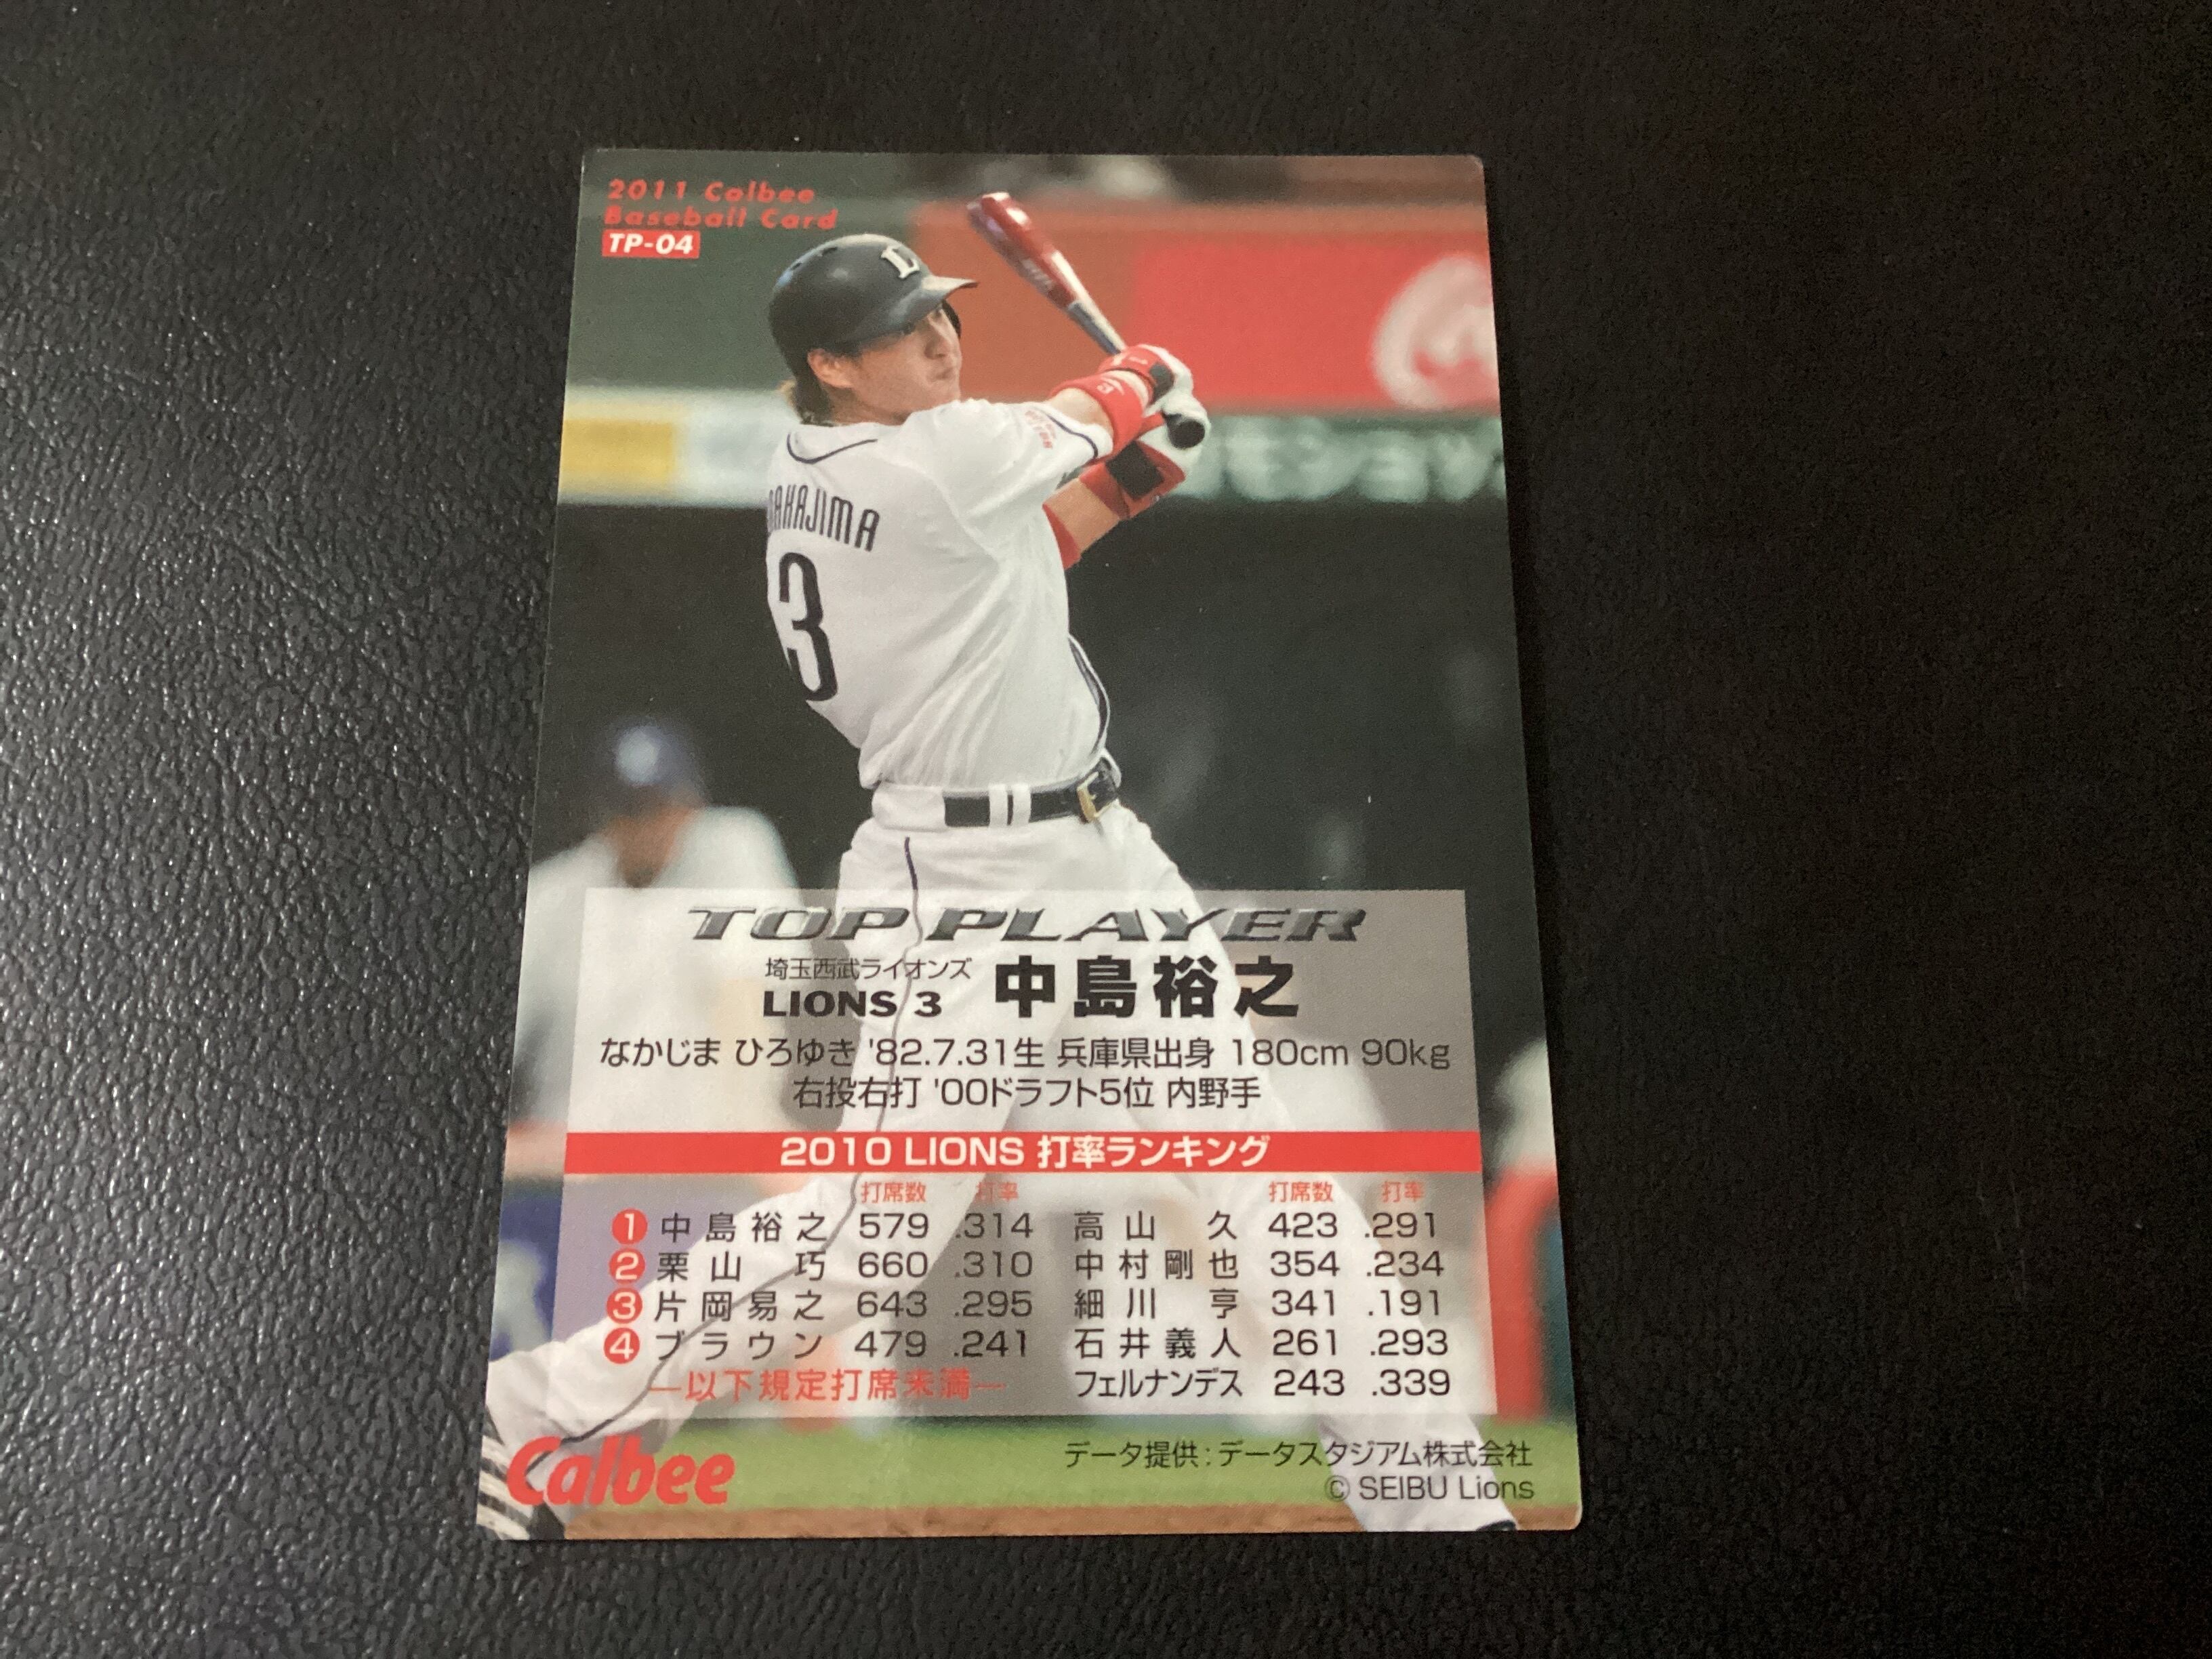 2011 Calbee
Baseball Card
TP-04
L
NAKAJIMA
3
TOP PLAYER
埼玉西武ライオンズ
LIONS 3 中島裕之
なかじま ひろゆき '82.7.31生 兵庫県出身 180cm 90kg
右投右打 '00ドラフト5位 内野手
2010 LIONS 打率ランキング
打席数 打率 打席数 打率
1 中島裕之 579 .314 高山 久 423 .291
2 栗山 巧 660 .310 中村剛也 354 .234
3 片岡易之 643 .295 細川 亨 341 .191
4 ブラウン 479 .241 石井義人 261 .293
—以下規定打席未満— フェルナンデス 243 .339
Calbee
データ提供：データスタジアム株式会社
© SEIBU Lions